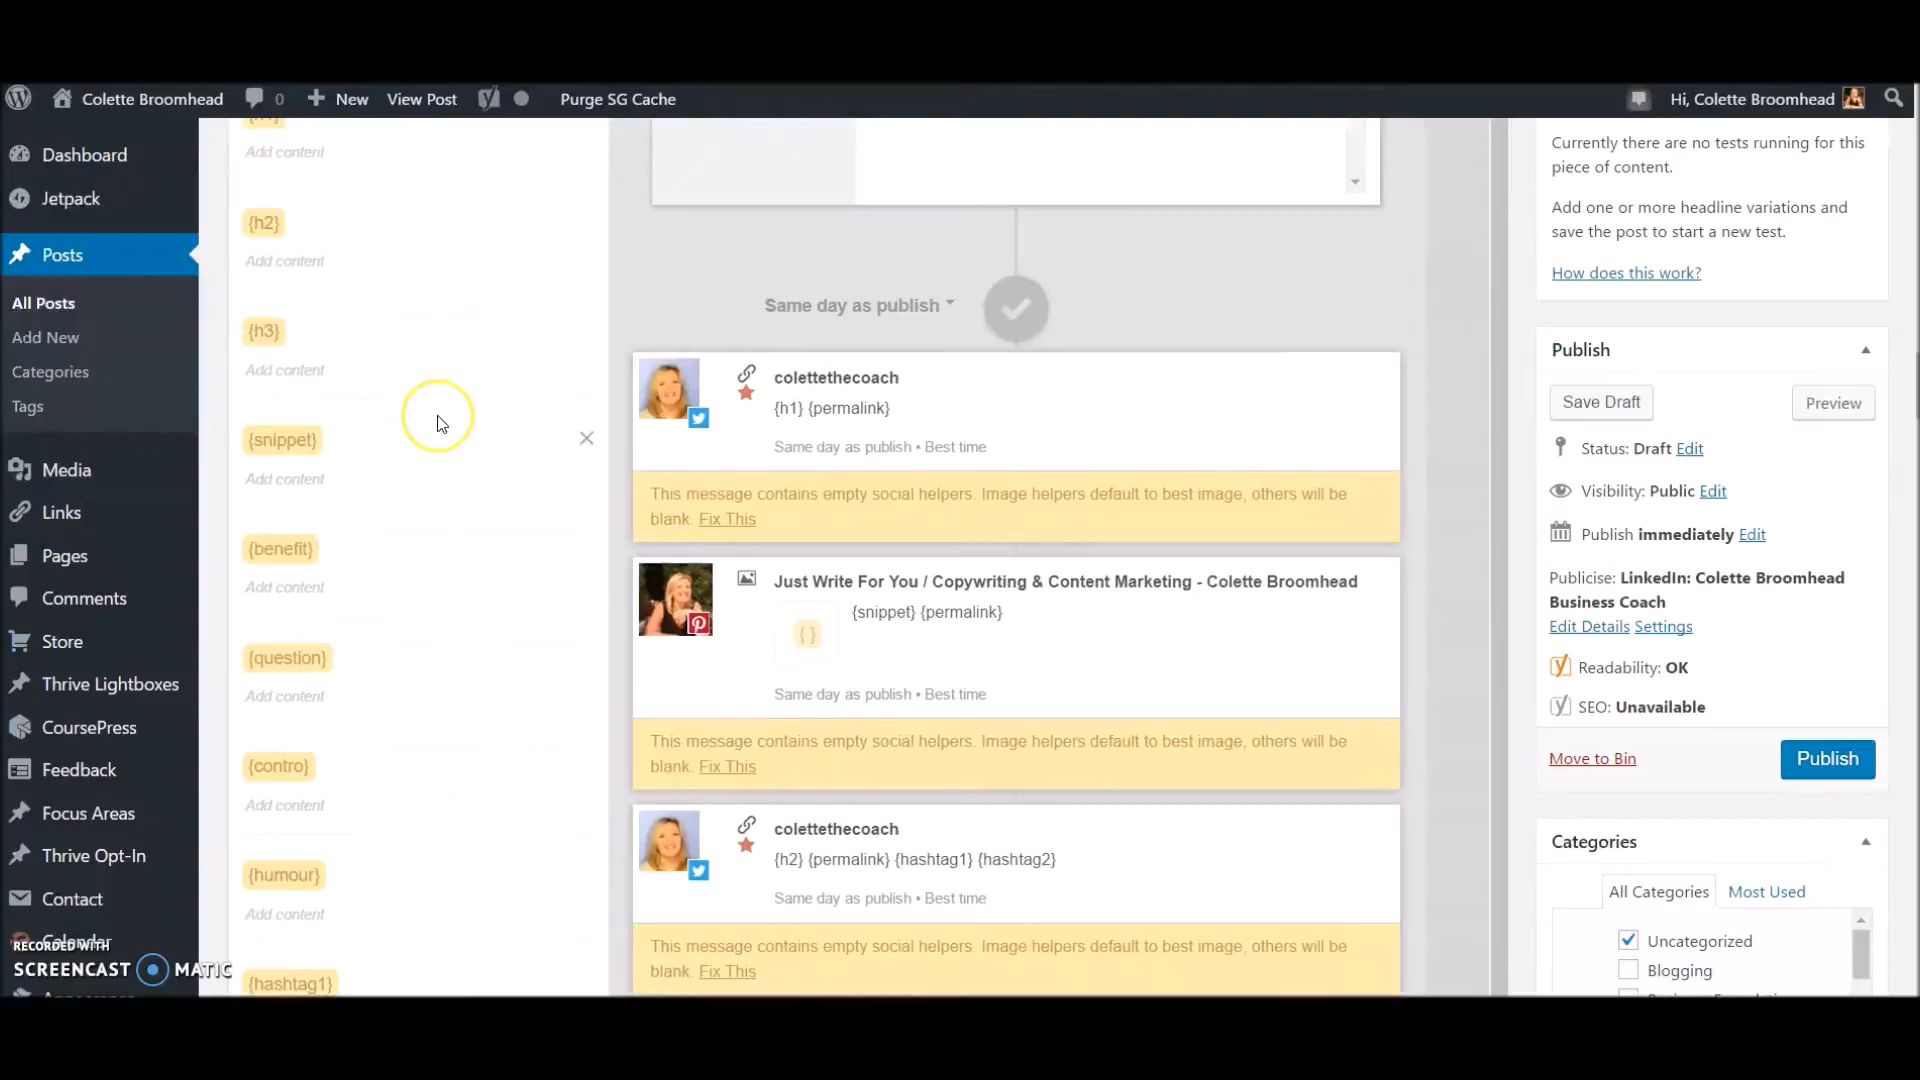 Colette Broomhead 0 New View Post Purge SG Cache Hi, Colette Broomhead
Dashboard
Jetpack
Posts
All Posts
Add New
Categories
Tags
Media
Links
Pages
Comments
Store
Thrive Lightboxes
CoursePress
Feedback
Focus Areas
Thrive Opt-In
Contact
Calendar
RECORDED WITH
SCREENCAST MATIC
Add content
{h2}
Add content
{h3}
Add content
{snippet}
Add content
{benefit}
Add content
{question}
Add content
{contro}
Add content
{humour}
Add content
{hashtag1}
Same day as publish
colettethecoach
{h1} {permalink}
Same day as publish • Best time
This message contains empty social helpers. Image helpers default to best image, others will be
blank. Fix This
Just Write For You / Copywriting & Content Marketing - Colette Broomhead
{ }
{snippet} {permalink}
Same day as publish • Best time
This message contains empty social helpers. Image helpers default to best image, others will be
blank. Fix This
colettethecoach
{h2} {permalink} {hashtag1} {hashtag2}
Same day as publish • Best time
This message contains empty social helpers. Image helpers default to best image, others will be
blank. Fix This
Currently there are no tests running for this
piece of content.
Add one or more headline variations and
save the post to start a new test.
How does this work?
Publish
Save Draft Preview
Status: Draft Edit
Visibility: Public Edit
Publish immediately Edit
Publicise: LinkedIn: Colette Broomhead
Business Coach
Edit Details Settings
Readability: OK
SEO: Unavailable
Move to Bin Publish
Categories
All Categories Most Used
Uncategorized
Blogging